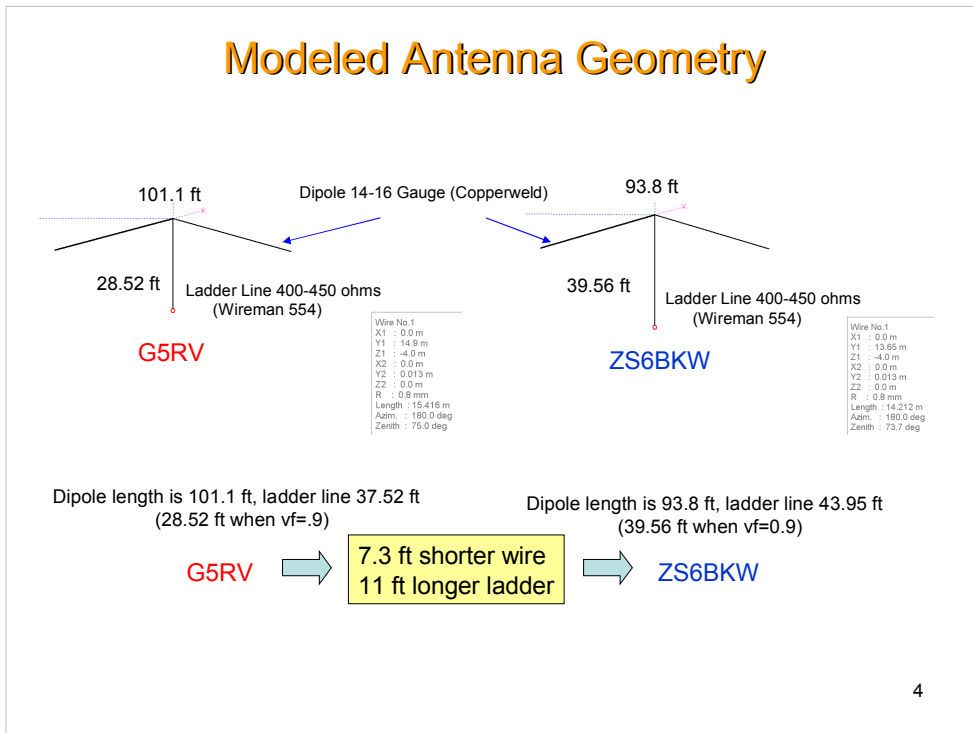 Modeled Antenna Geometry
101.1 ft
Dipole 14-16 Gauge (Copperweld)
93.8 ft
x
x
28.52 ft
Ladder Line 400-450 ohms
(Wireman 554)
G5RV
39.56 ft
Ladder Line 400-450 ohms
(Wireman 554)
ZS6BKW
Wire No.1
X1 : 0.0 m
Y1 : 14.9 m
Z1 : -4.0 m
X2 : 0.0 m
Y2 : 0.013 m
Z2 : 0.0 m
R : 0.8 mm
Length : 15.416 m
Azim. : 180.0 deg
Zenith : 75.0 deg
Wire No.1
X1 : 0.0 m
Y1 : 13.65 m
Z1 : -4.0 m
X2 : 0.0 m
Y2 : 0.013 m
Z2 : 0.0 m
R : 0.8 mm
Length : 14.212 m
Azim. : 180.0 deg
Zenith : 73.7 deg
Dipole length is 101.1 ft, ladder line 37.52 ft
(28.52 ft when vf=.9)
Dipole length is 93.8 ft, ladder line 43.95 ft
(39.56 ft when vf=0.9)
G5RV
7.3 ft shorter wire
11 ft longer ladder
ZS6BKW
4